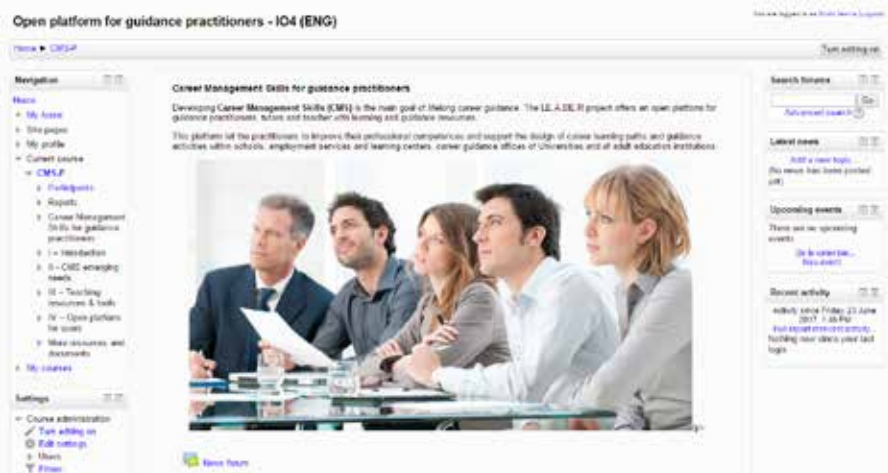 Open platform for guidance practitioners - IO4 (ENG)
You are logged in as
Home ► CMS-P
Turn editing on
Navigation
Home
My home
Site pages
My profile
Current course
CMS-P
Participants
Reports
Career Management
Skills for guidance
practitioners
I – Introduction
II – CMS emerging
needs
III – Teaching
resources & tools
IV – Open platform
for users
More resources and
documents
My courses
Settings
Course administration
Turn editing on
Edit settings
Users
Filters
Career Management Skills for guidance practitioners
Developing Career Management Skills (CMS) is the main goal of lifelong career guidance. The LE.A.DE.R project offers an open platform for
guidance practitioners, tutors and teacher with learning and guidance resources.
This platform let the practitioners to improve their professional competences and support the design of career learning paths and guidance
activities within schools, employment services and learning centers, career guidance offices of Universities and of adult education institutions
News forum
Search forums
Go
Advanced search
Latest news
Add a new topic...
(No news has been posted
yet)
Upcoming events
There are no upcoming
events
Go to calendar...
New event...
Recent activity
Activity since Friday, 23 June
2017, 1:46 PM
Full report of recent activity...
Nothing new since your last
login